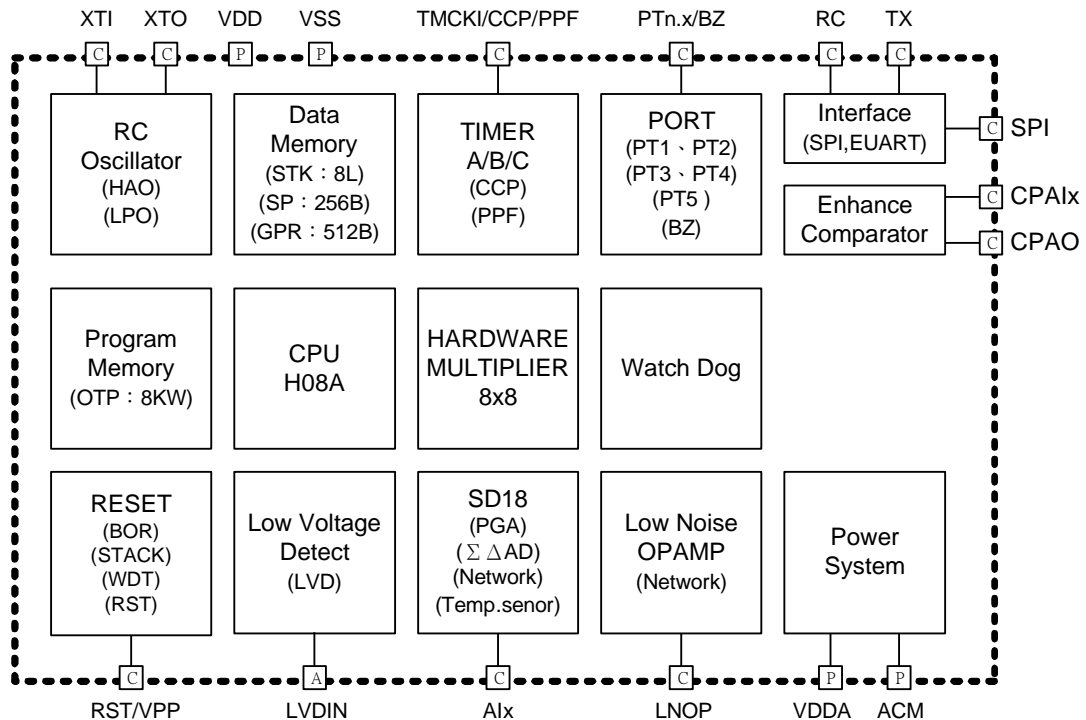 XTI XTO VDD VSS TMCKI/CCP/PPF PTn.x/BZ RC TX
C C P P C C C C
RC
Oscillator
(HAO)
(LPO)
Data
Memory
(STK：8L)
(SP：256B)
(GPR：512B)
TIMER
A/B/C
(CCP)
(PPF)
PORT
(PT1、PT2)
(PT3、PT4)
(PT5 )
(BZ)
Interface
(SPI,EUART)
C SPI
Enhance
Comparator
C CPAIx
C CPAO
Program
Memory
(OTP：8KW)
CPU
H08A
HARDWARE
MULTIPLIER
8x8
Watch Dog
RESET
(BOR)
(STACK)
(WDT)
(RST)
Low Voltage
Detect
(LVD)
SD18
(PGA)
(ΣΔAD)
(Network)
(Temp.senor)
Low Noise
OPAMP
(Network)
Power
System
C A C C P P
RST/VPP LVDIN AIx LNOP VDDA ACM